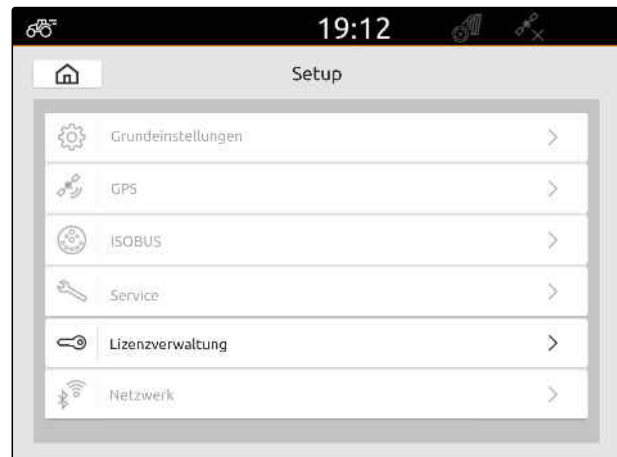 19:12
Setup
Grundeinstellungen
GPS
ISOBUS
Service
Lizenzverwaltung
Netzwerk